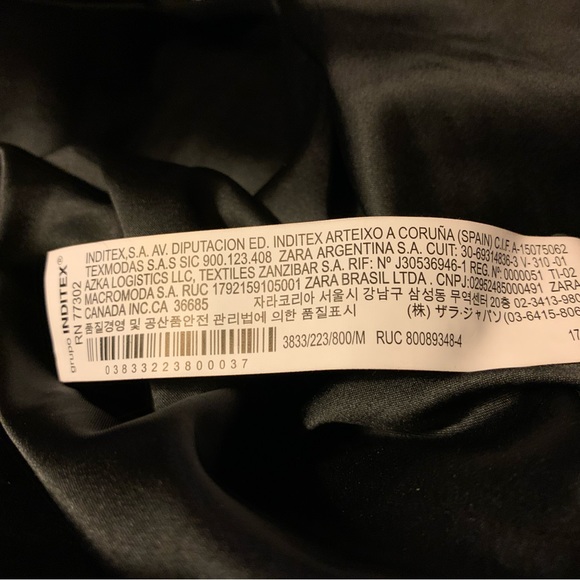 grupo INDITEX®
RN 77302
INDITEX,S.A. AV. DIPUTACION ED. INDITEX ARTEIXO A CORUÑA (SPAIN) C.I.F. A-15075062
TEXMODAS S.A.S SIC 900.123.408 ZARA ARGENTINA S.A. CUIT: 30-69314836-3 V-310-01
AZKA LOGISTICS LLC, TEXTILES ZANZIBAR S.A. RIF: Nº J30536946-1 REG. Nº 0000051 TI-02
MACROMODA S.A. RUC 1792159105001 ZARA BRASIL LTDA . CNPJ:02952485000491 ZA-
CANADA INC.CA 36685 자라코리아 서울시 강남구 삼성동 무역센터 20층 02-3413-980
품질경영 및 공산품안전 관리법에 의한 품질표시 (株) ザラ・ジャパン (03-6415-806
03833223800037 3833/223/800/M RUC 80089348-4 17